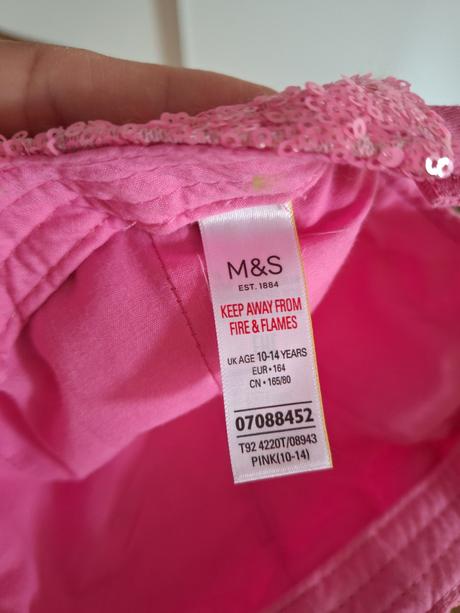 M&S
EST. 1884
KEEP AWAY FROM
FIRE & FLAMES
UK AGE 10-14 YEARS
EUR • 164
CN • 165/80
07088452
T92 4220T/08943
PINK(10-14)